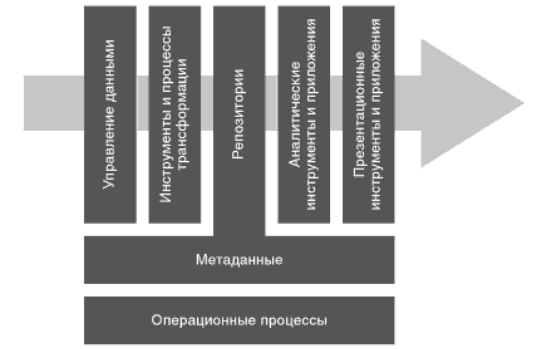 Управление данными
Инструменты и процессы
трансформации
Репозитории
Аналитические
инструменты и приложения
Презентационные
инструменты и приложения
Метаданные
Операционные процессы